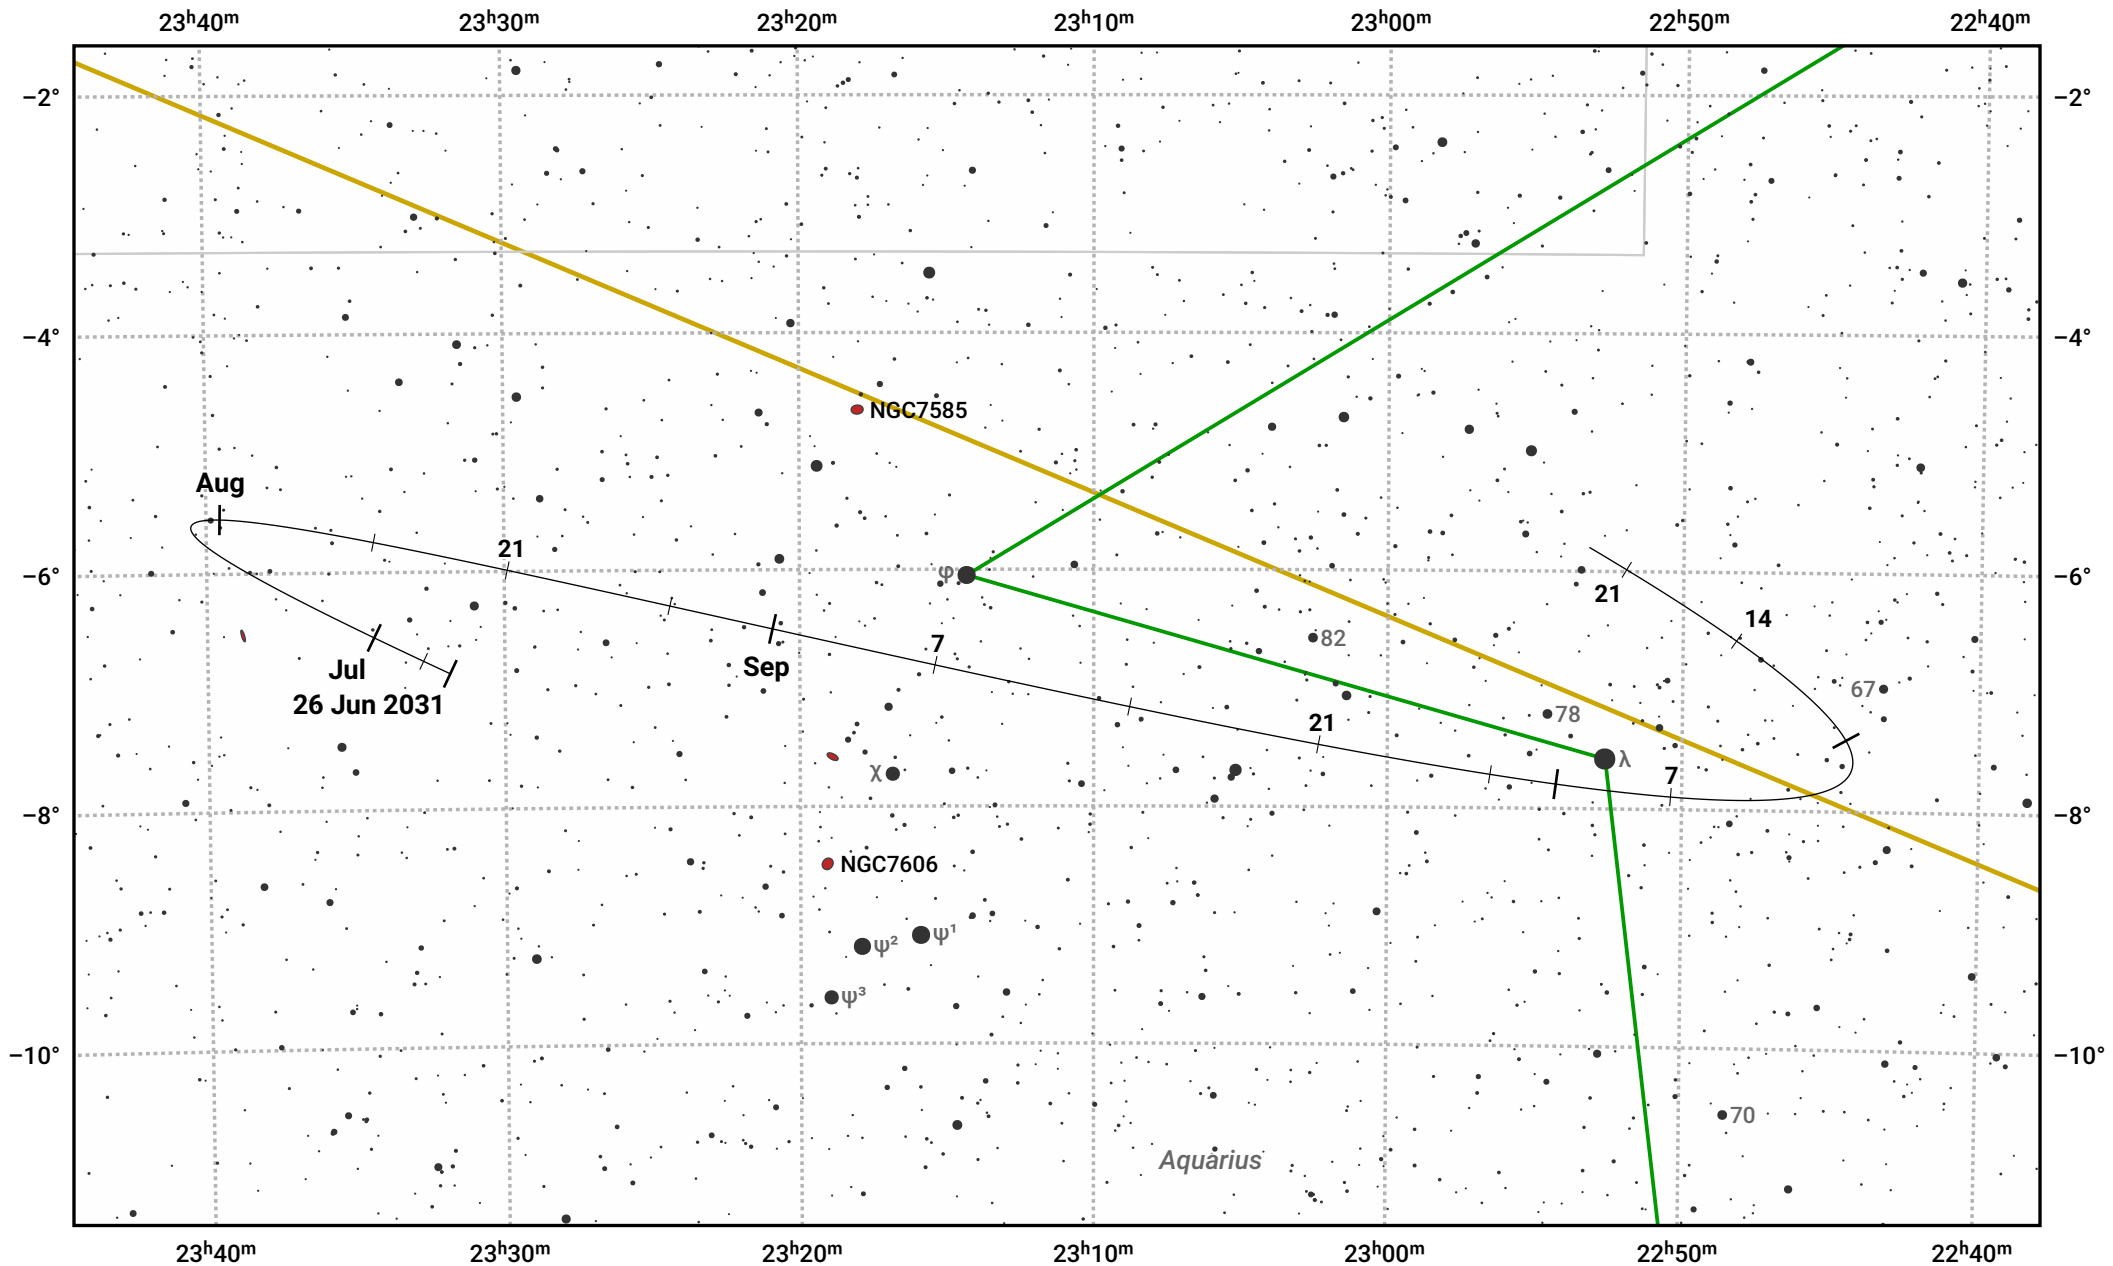 23ʰ40ᵐ 23ʰ30ᵐ 23ʰ20ᵐ 23ʰ10ᵐ 23ʰ00ᵐ 22ʰ50ᵐ 22ʰ40ᵐ
−2° −2°
−4° −4°
NGC7585
Aug
21
φ
−6° −6°
21
14
82
7
Sep
Jul
26 Jun 2031
67
78
21
λ
7
χ
−8° −8°
NGC7606
ψ² ψ¹
ψ³
−10° −10°
70
Aquarius
23ʰ40ᵐ 23ʰ30ᵐ 23ʰ20ᵐ 23ʰ10ᵐ 23ʰ00ᵐ 22ʰ50ᵐ 22ʰ40ᵐ